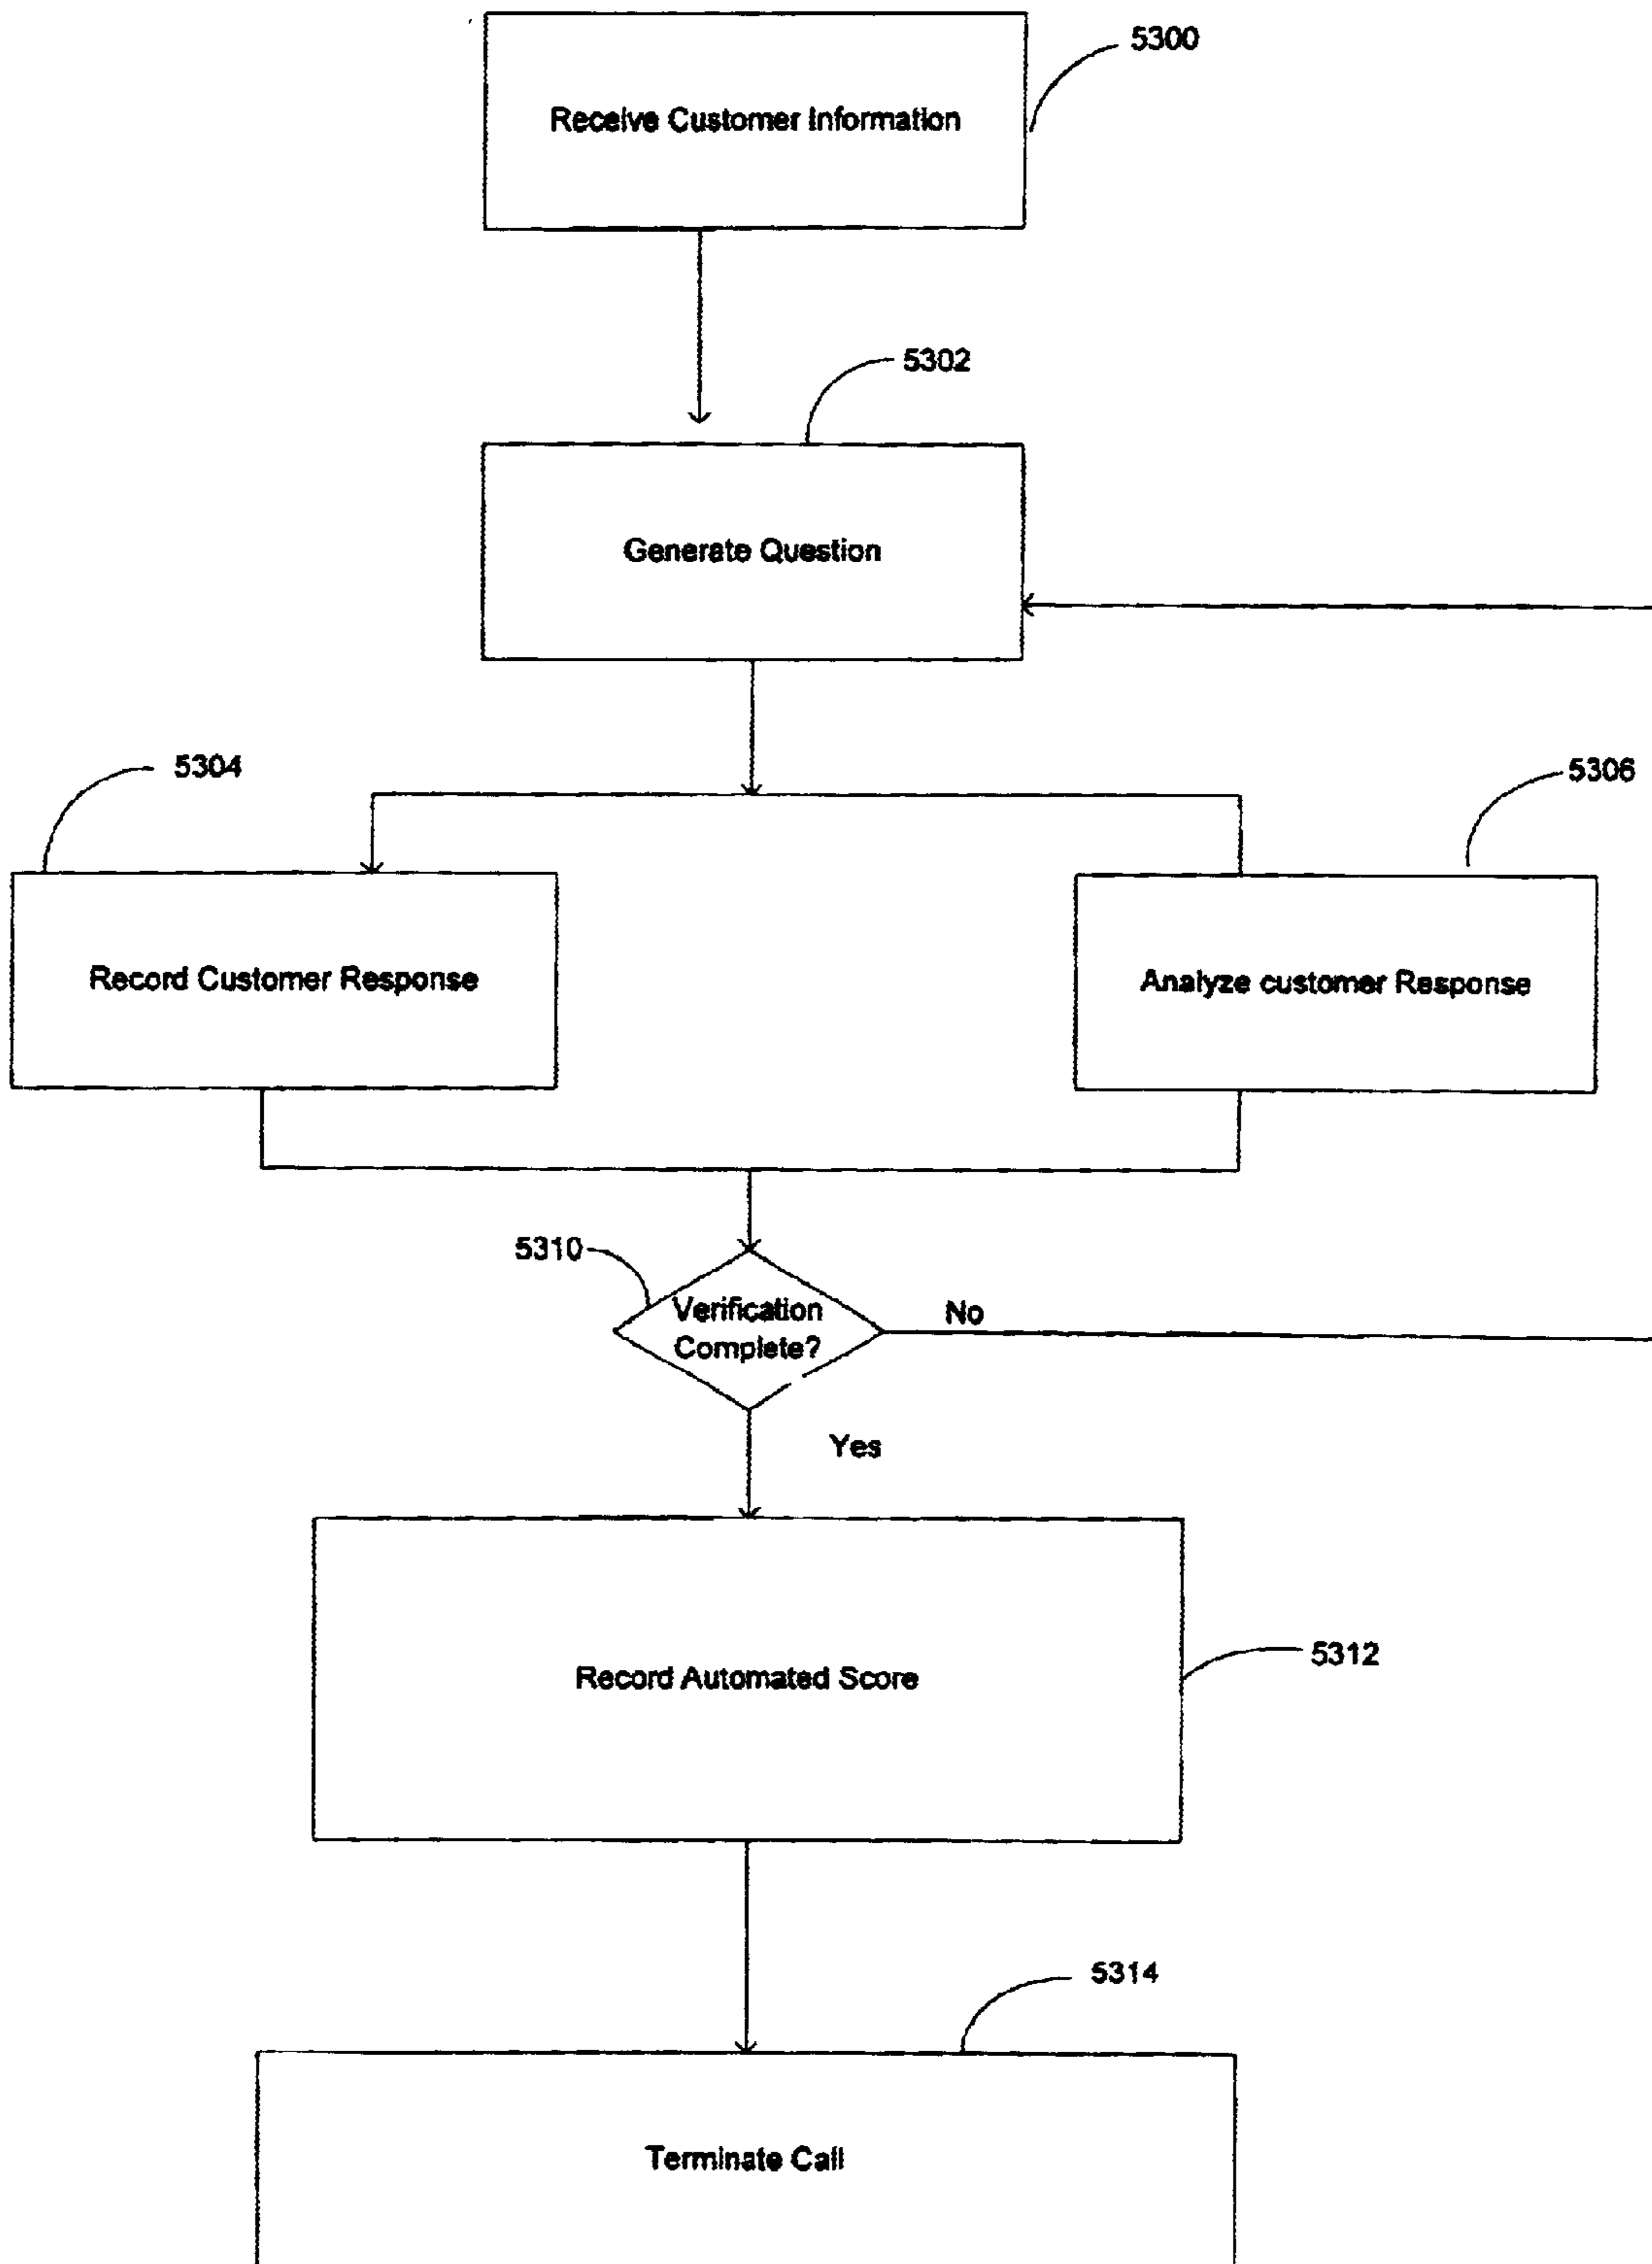 5300
Receive Customer Information
5302
Generate Question
5304
5306
Record Customer Response
Analyze customer Response
5310
Verification
Complete?
No
Yes
5312
Record Automated Score
5314
Terminate Call